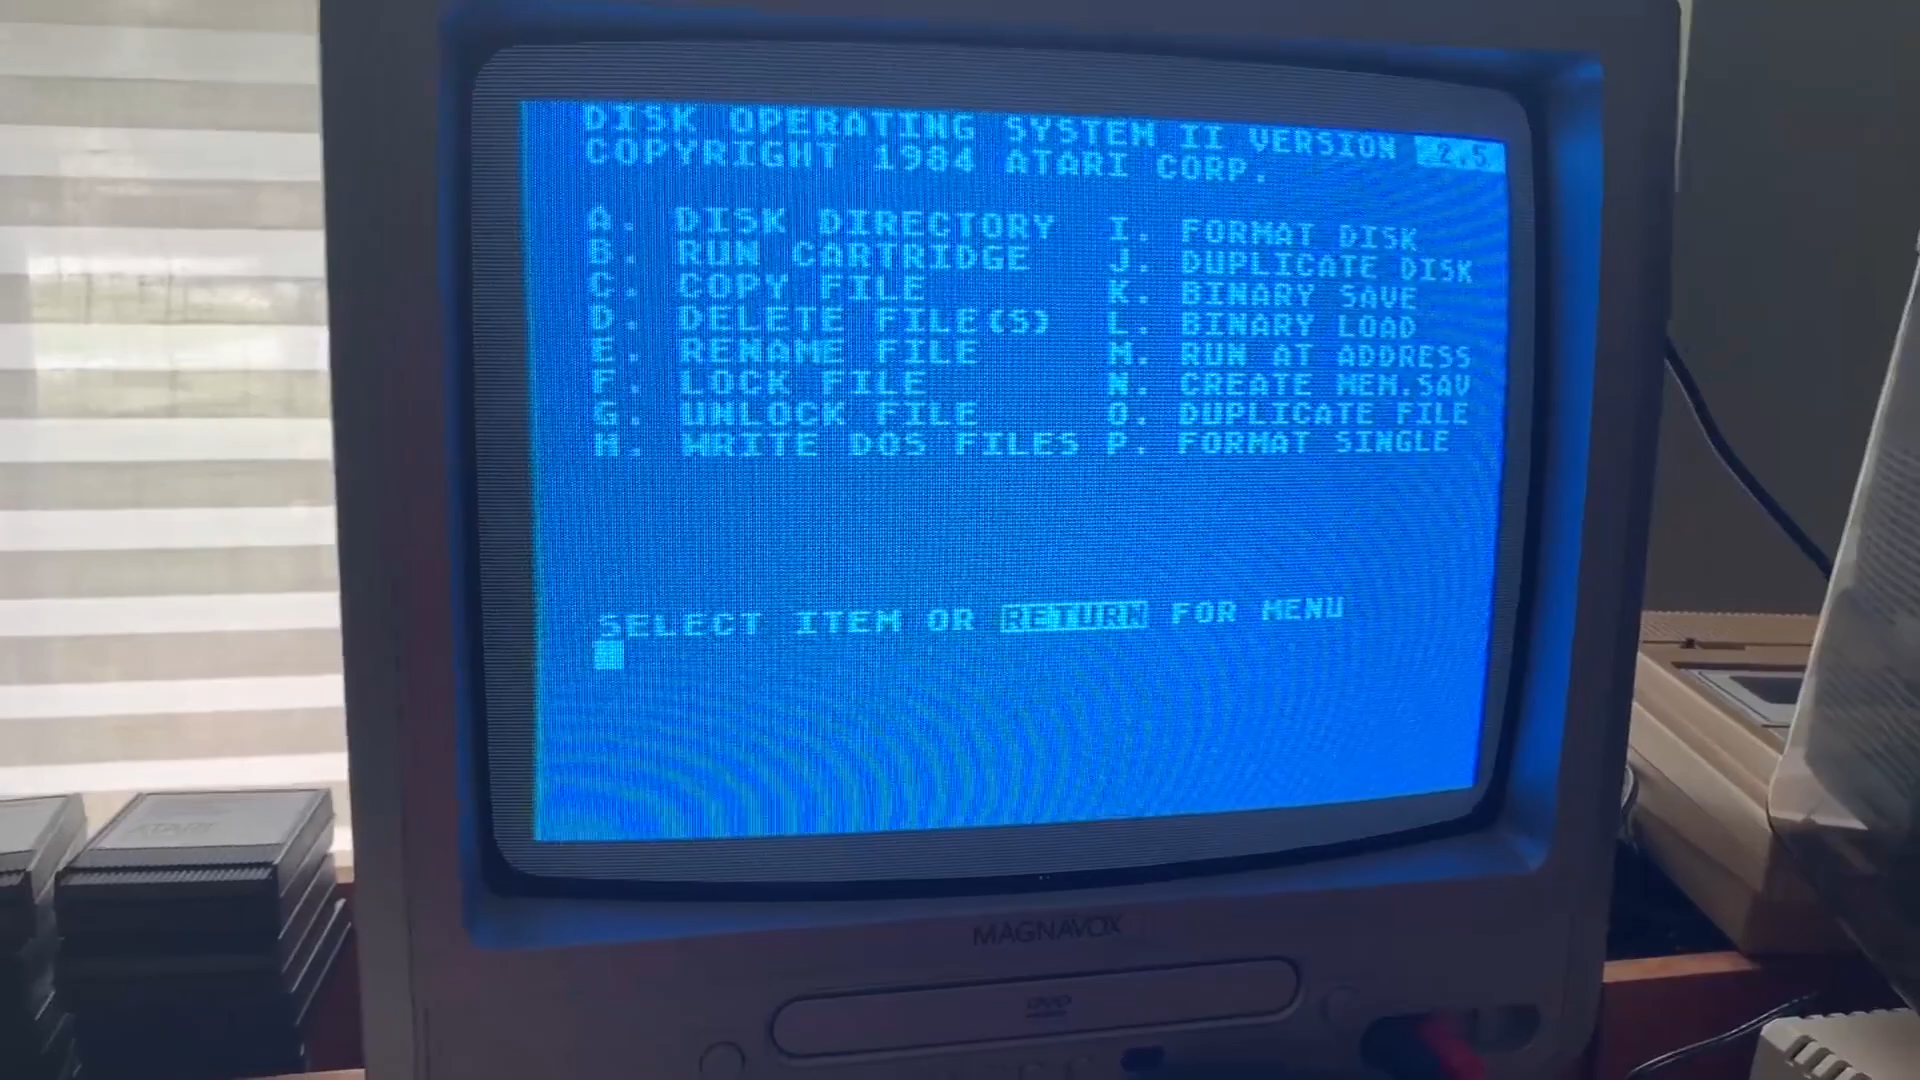 DISK OPERATING SYSTEM II VERSION 2.5
COPYRIGHT 1984 ATARI CORP.
A. DISK DIRECTORY I. FORMAT DISK
B. RUN CARTRIDGE J. DUPLICATE DISK
C. COPY FILE K. BINARY SAVE
D. DELETE FILE(S) L. BINARY LOAD
E. RENAME FILE M. RUN AT ADDRESS
F. LOCK FILE N. CREATE MEM.SAV
G. UNLOCK FILE O. DUPLICATE FILE
H. WRITE DOS FILES P. FORMAT SINGLE
SELECT ITEM OR RETURN FOR MENU
ATARI
MAGNAVOX